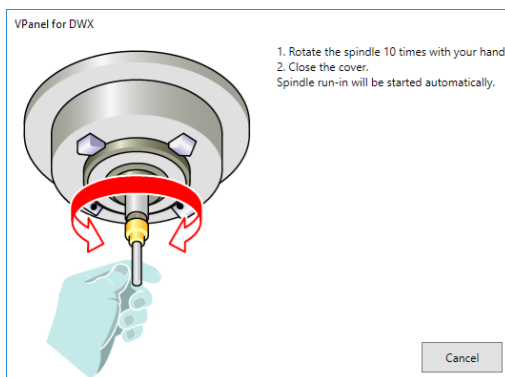 VPanel for DWX
1. Rotate the spindle 10 times with your hand
2. Close the cover.
Spindle run-in will be started automatically.
Cancel